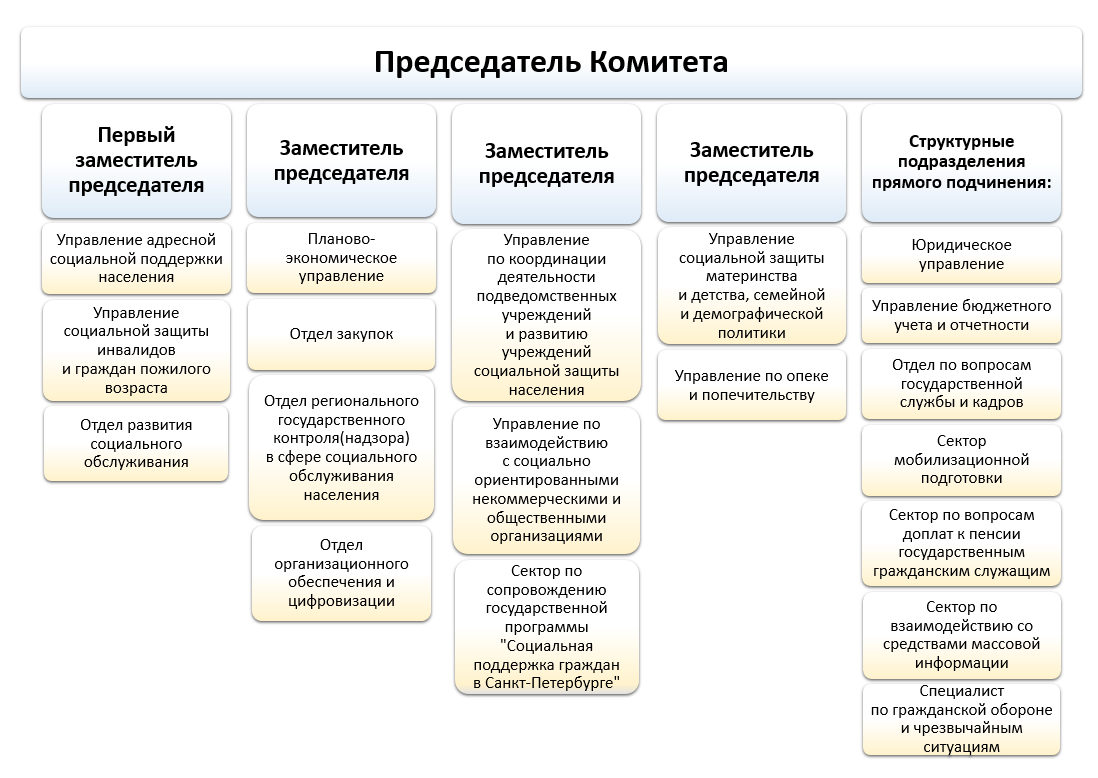 Председатель Комитета
Первый
заместитель
председателя
Управление адресной
социальной поддержки
населения
Управление
социальной защиты
инвалидов
и граждан пожилого
возраста
Отдел развития
социального
обслуживания
Заместитель
председателя
Планово-
экономическое
управление
Отдел закупок
Отдел регионального
государственного
контроля(надзора)
в сфере социального
обслуживания
населения
Отдел
организационного
обеспечения и
цифровизации
Заместитель
председателя
Управление
по координации
деятельности
подведомственных
учреждений
и развитию
учреждений
социальной защиты
населения
Управление по
взаимодействию
с социально
ориентированными
некоммерческими и
общественными
организациями
Сектор по
сопровождению
государственной
программы
"Социальная
поддержка граждан
в Санкт-Петербурге"
Заместитель
председателя
Управление
социальной защиты
материнства
и детства, семейной
и демографической
политики
Управление по опеке
и попечительству
Структурные
подразделения
прямого подчинения:
Юридическое
управление
Управление бюджетного
учета и отчетности
Отдел по вопросам
государственной
службы и кадров
Сектор
мобилизационной
подготовки
Сектор по вопросам
доплат к пенсии
государственным
гражданским служащим
Сектор по
взаимодействию со
средствами массовой
информации
Специалист
по гражданской обороне
и чрезвычайным
ситуациям